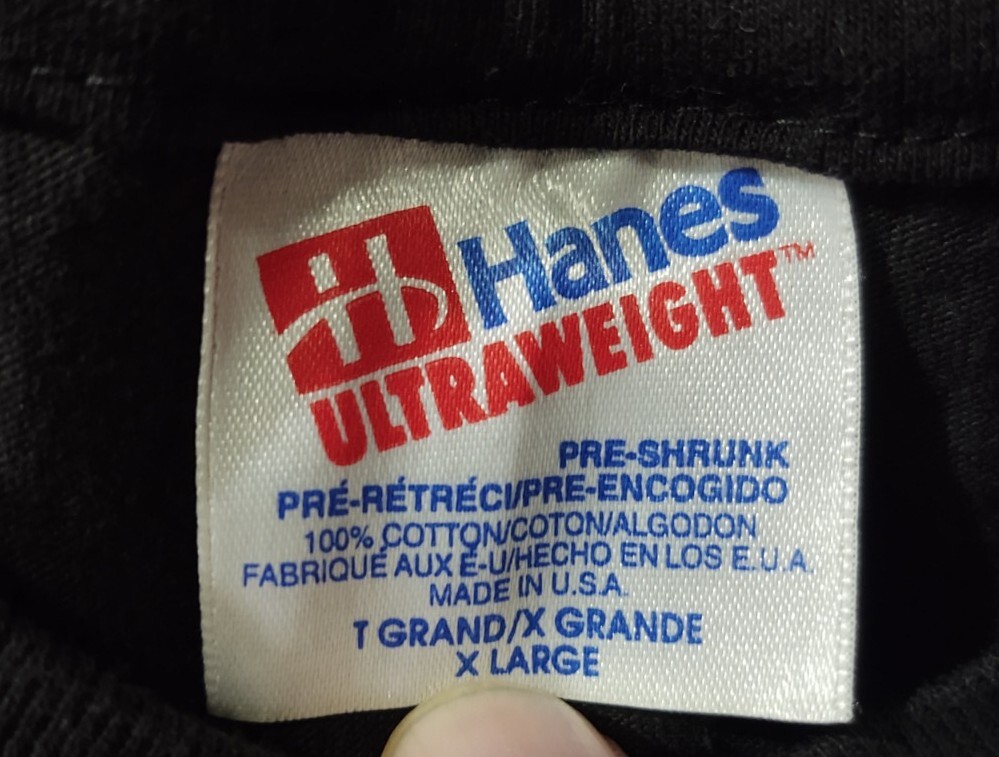 H Hanes
ULTRAWEIGHT™
PRE-SHRUNK
PRÉ-RÉTRÉCI/PRE-ENCOGIDO
100% COTTON/COTON/ALGODON
FABRIQUÉ AUX É-U/HECHO EN LOS E.U.A.
MADE IN U.S.A.
T GRAND/X GRANDE
X LARGE